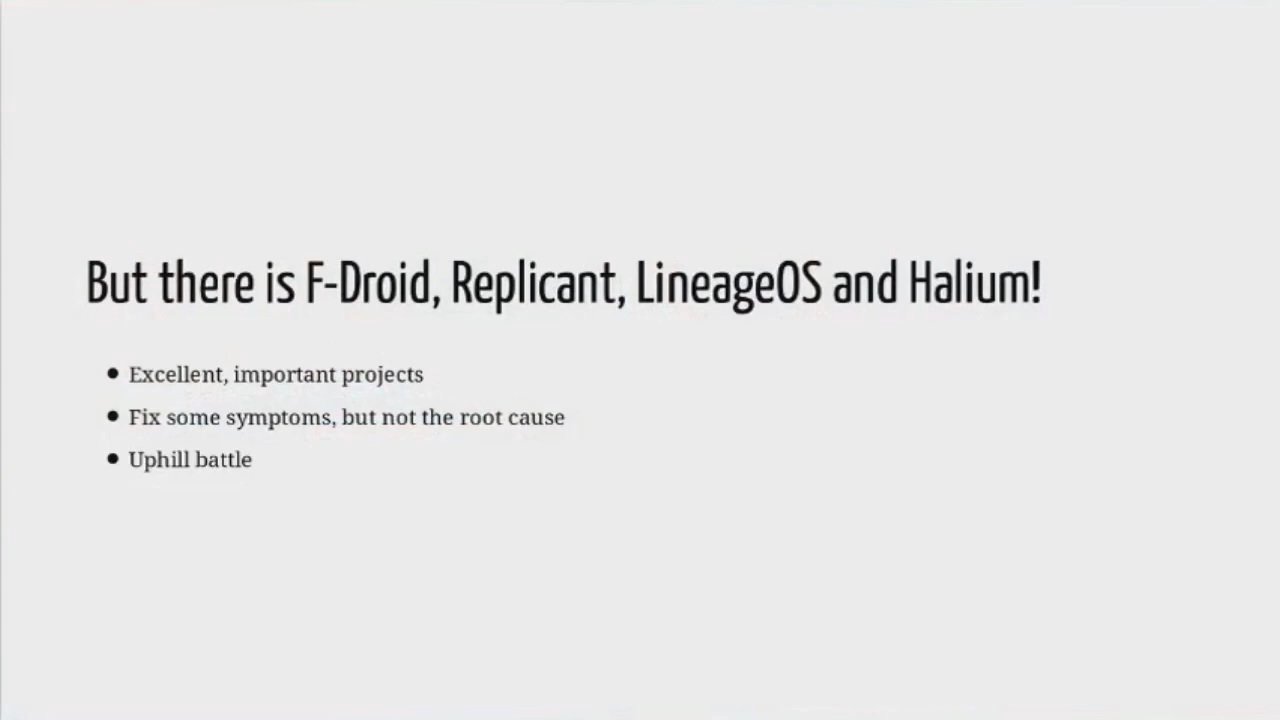 But there is F-Droid, Replicant, LineageOS and Halium!
• Excellent, important projects
• Fix some symptoms, but not the root cause
• Uphill battle